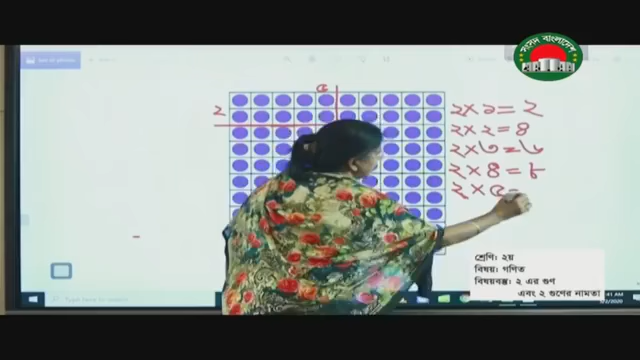 সংসদ বাংলাদেশ
৫
২
২×১=২
২×২=৪
২×৩=৬
২×৪=৮
২×৫=
শ্রেণি: ২য়
বিষয়: গণিত
বিষয়বস্তু: ২ এর গুণ
এবং ২ গুণের নামতা